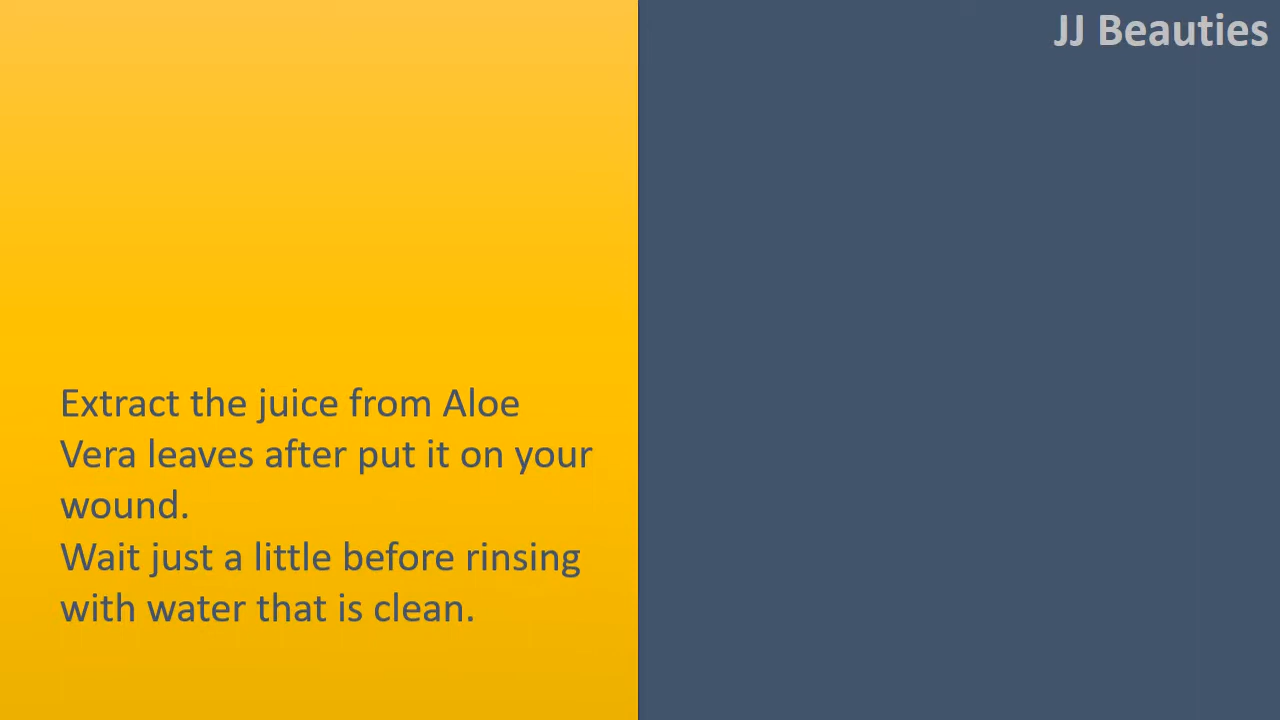 JJ Beauties
Extract the juice from Aloe
Vera leaves after put it on your
wound.
Wait just a little before rinsing
with water that is clean.